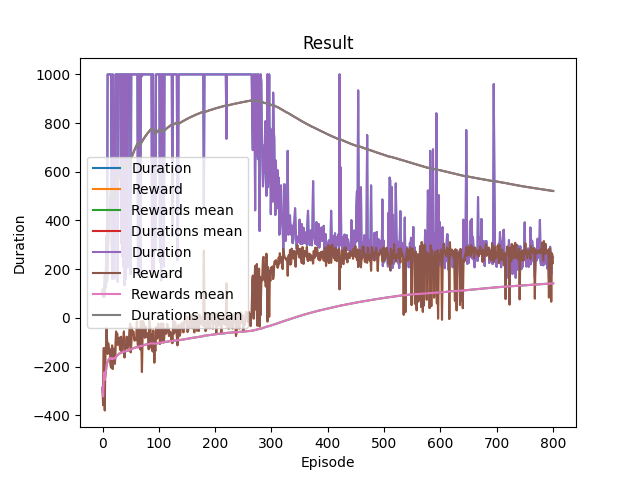 Result
1000
800
600
400
200
0
−200
−400
Duration
Duration
Reward
Rewards mean
Durations mean
Duration
Reward
Rewards mean
Durations mean
0 100 200 300 400 500 600 700 800
Episode